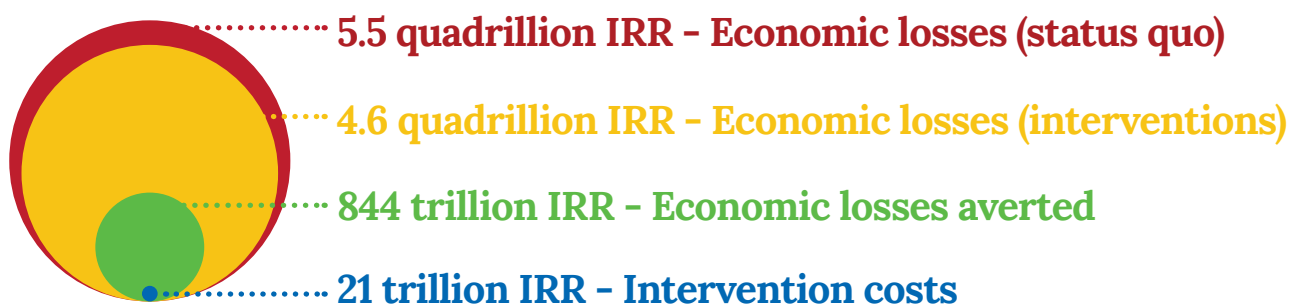 5.5 quadrillion IRR - Economic losses (status quo)
4.6 quadrillion IRR - Economic losses (interventions)
844 trillion IRR - Economic losses averted
21 trillion IRR - Intervention costs